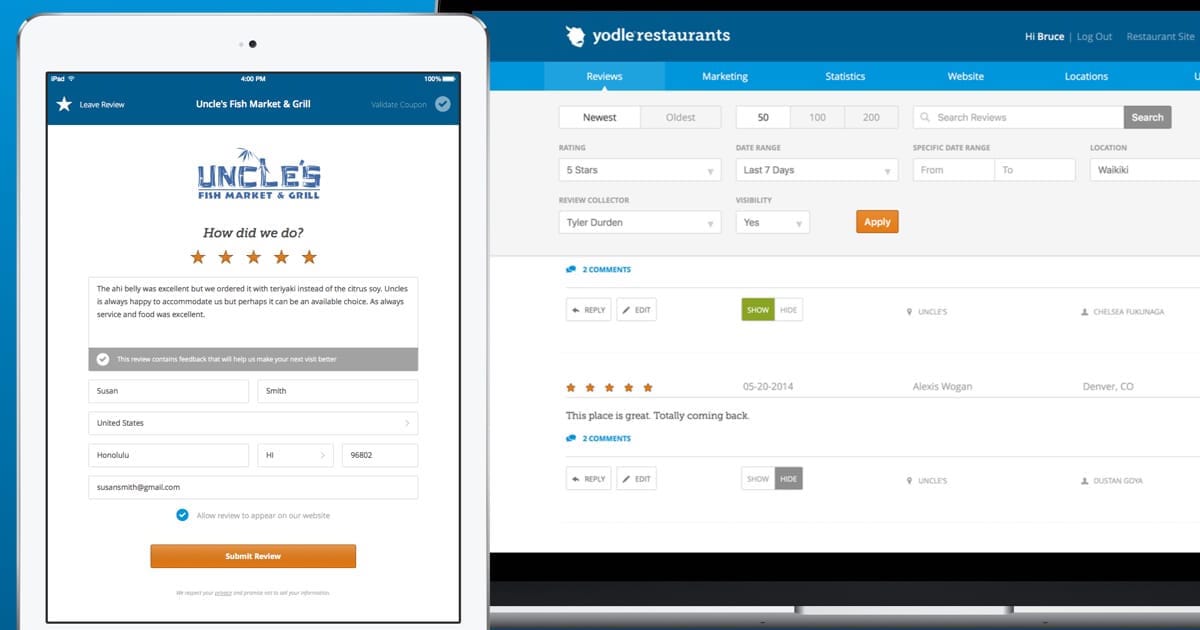 iPad
4:00 PM
100%
Leave Review
Uncle's Fish Market & Grill
Validate Coupon
UNCLE'S
FISH MARKET & GRILL
How did we do?
The ahi belly was excellent but we ordered it with teriyaki instead of the citrus soy. Uncles
is always happy to accommodate us but perhaps it can be an available choice. As always
service and food was excellent.
This review contains feedback that will help us make your next visit better
Susan
Smith
United States
Honolulu
HI
96802
susansmith@gmail.com
Allow review to appear on our website
Submit Review
We respect your privacy and promise not to sell your information.
yodle restaurants
Hi Bruce | Log Out Restaurant Site
Reviews Marketing Statistics Website Locations
Newest Oldest 50 100 200 Search Reviews Search
RATING DATE RANGE SPECIFIC DATE RANGE LOCATION
5 Stars Last 7 Days From To Waikiki
REVIEW COLLECTOR VISIBILITY
Tyler Durden Yes Apply
2 COMMENTS
REPLY EDIT SHOW HIDE UNCLE'S CHELSEA FUKUNAGA
05-20-2014 Alexis Wogan Denver, CO
This place is great. Totally coming back.
2 COMMENTS
REPLY EDIT SHOW HIDE UNCLE'S DUSTAN GOYA